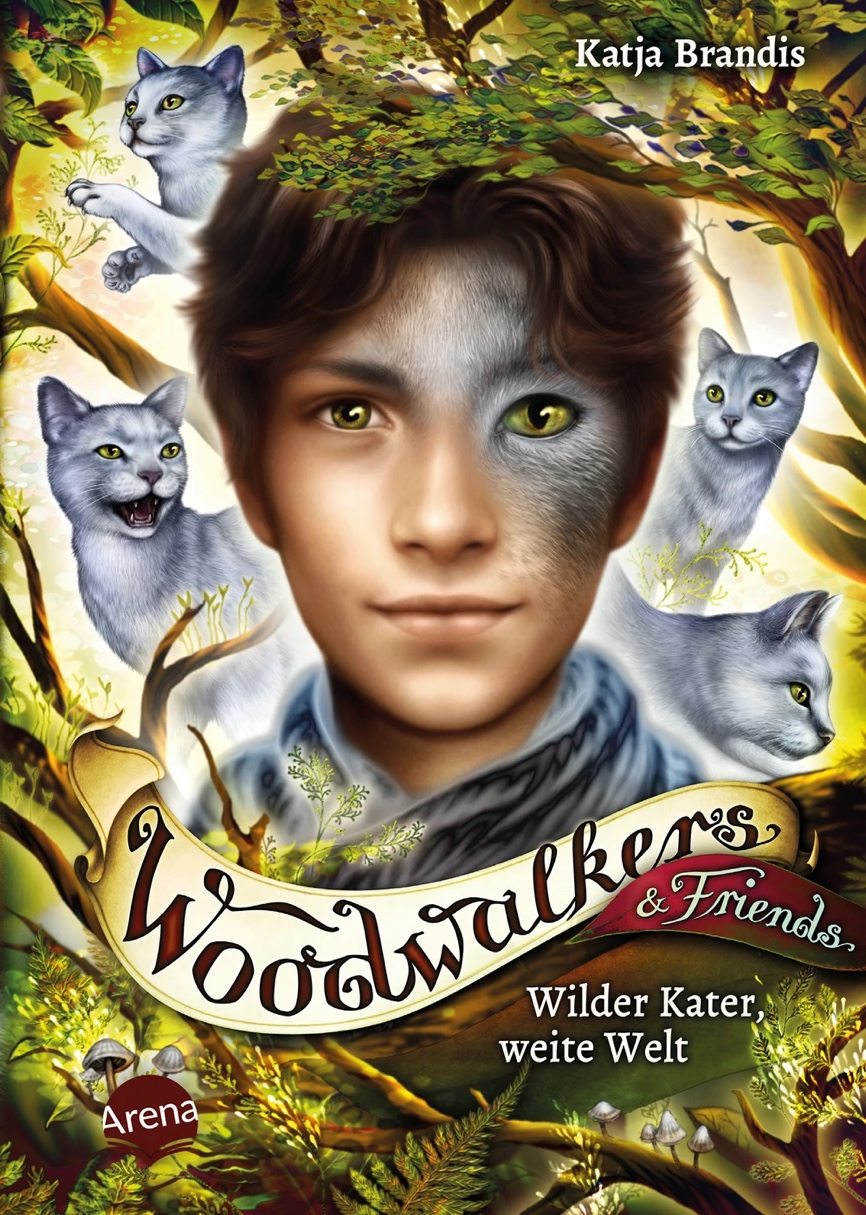 Katja Brandis
Woodwalkers
& Friends
Wilder Kater,
weite Welt
Arena